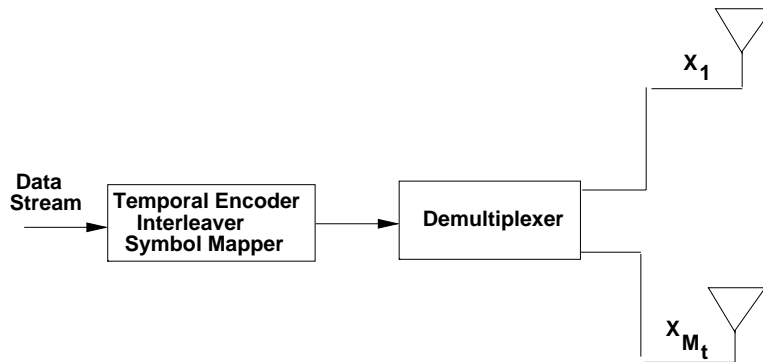 X1
Data
Stream
Temporal Encoder
Interleaver
Symbol Mapper
Demultiplexer
XMt